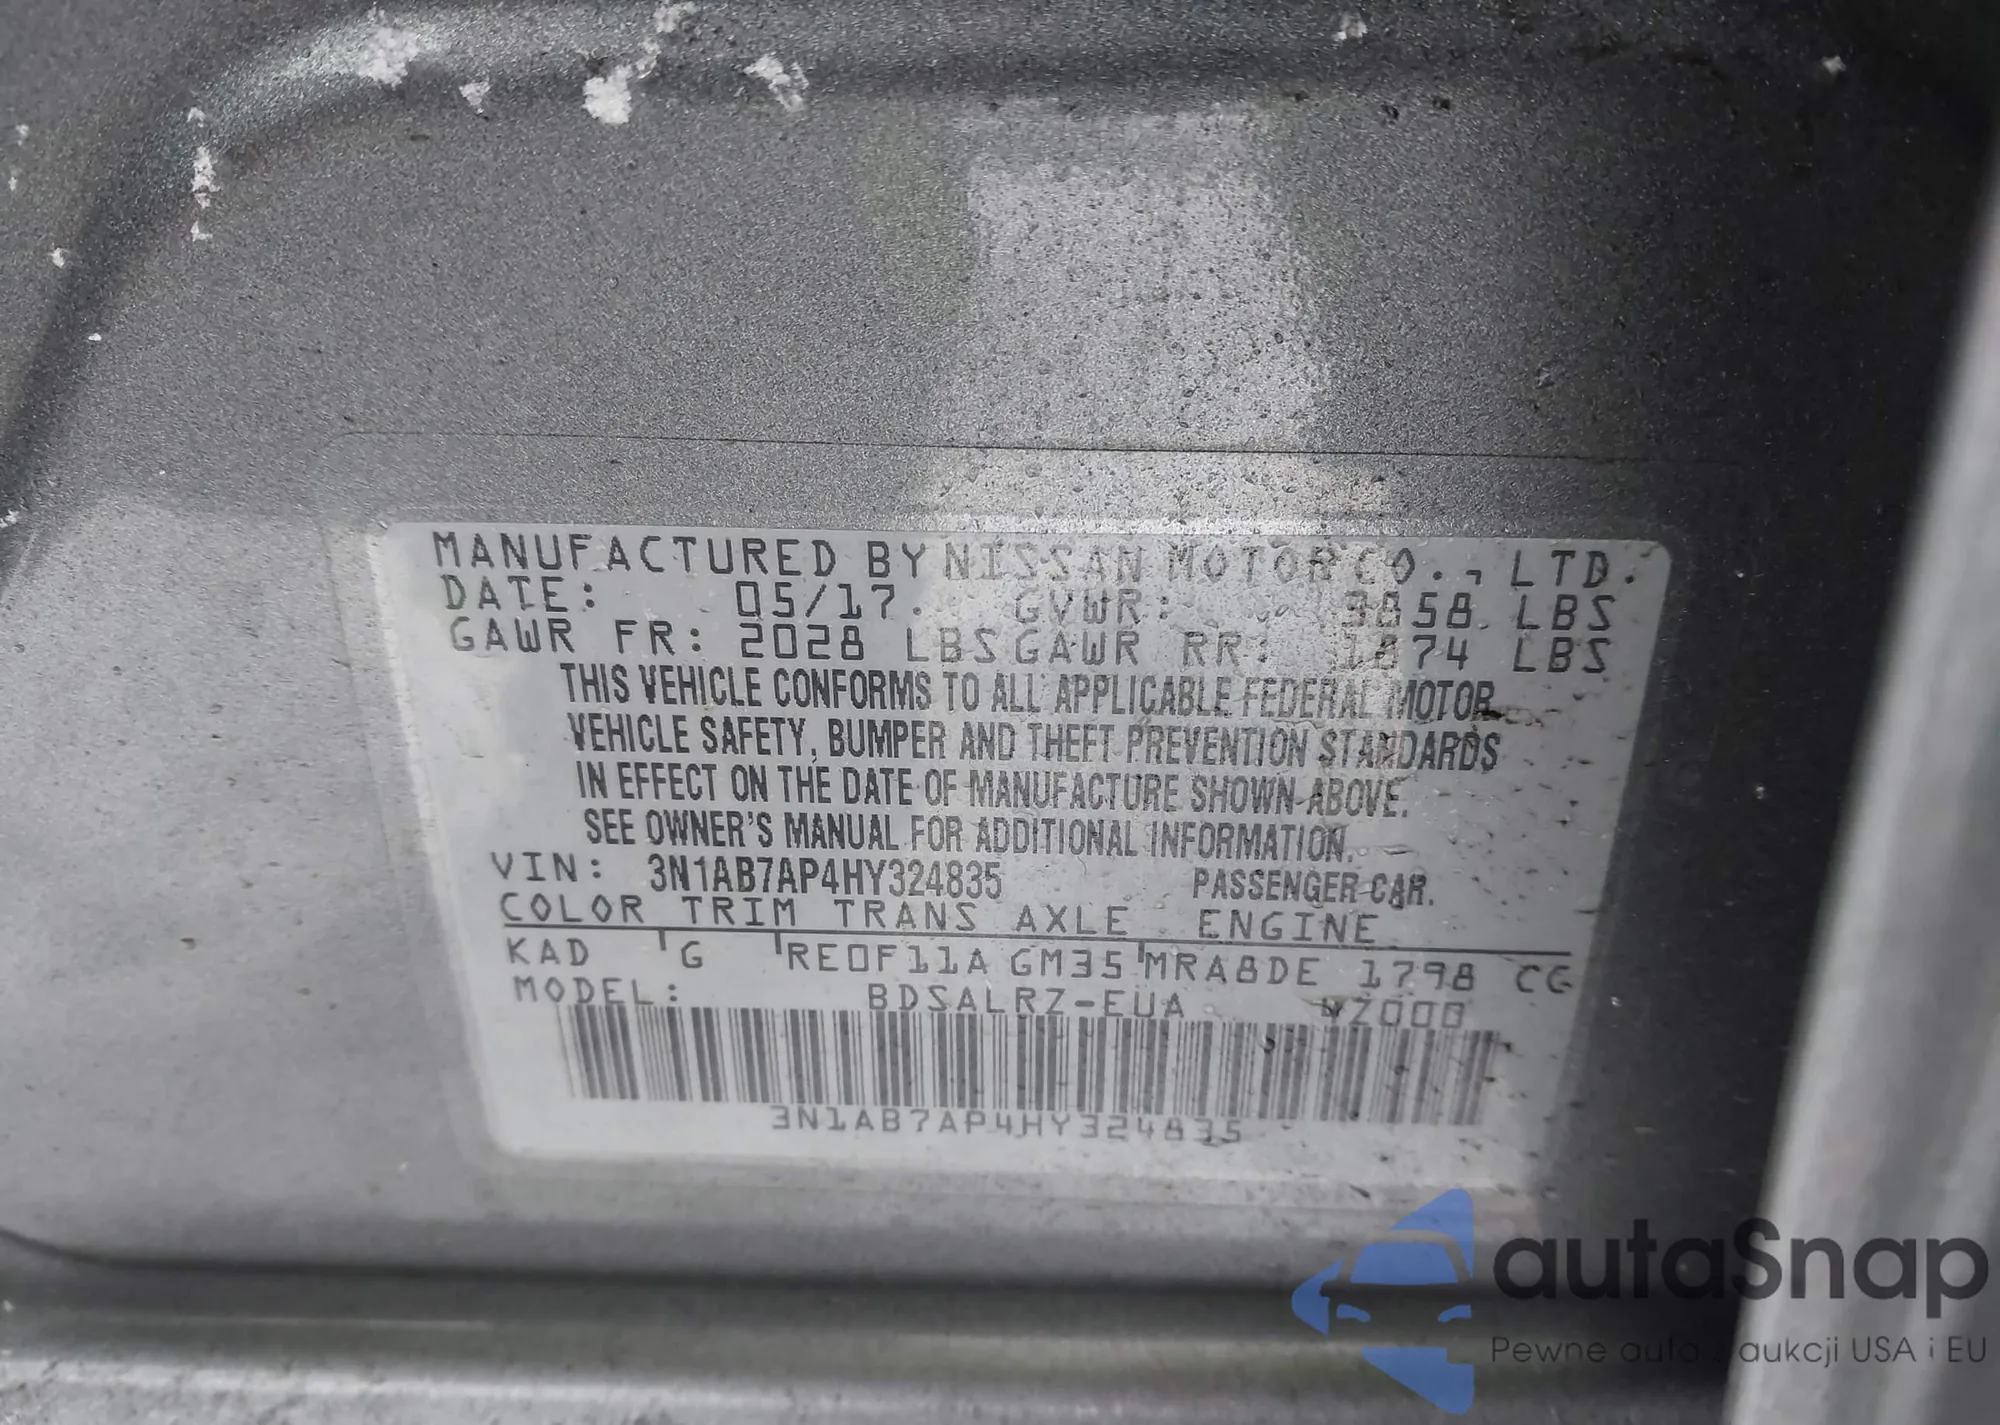 MANUFACTURED BY NISSAN MOTOR CO., LTD.
DATE: 05/17 GVWR: 3858 LBS
GAWR FR: 2028 LBS GAWR RR: 1874 LBS
THIS VEHICLE CONFORMS TO ALL APPLICABLE FEDERAL MOTOR
VEHICLE SAFETY, BUMPER AND THEFT PREVENTION STANDARDS
IN EFFECT ON THE DATE OF MANUFACTURE SHOWN ABOVE.
SEE OWNER'S MANUAL FOR ADDITIONAL INFORMATION.
VIN: 3N1AB7AP4HY324835 PASSENGER CAR.
COLOR TRIM TRANS AXLE ENGINE
KAD G RE0F11A GM35 MRA8DE 1798 CC
MODEL: BDSALRZ-EUA
3N1AB7AP4HY324835
autaSnap
Pewne auta z aukcji USA i EU